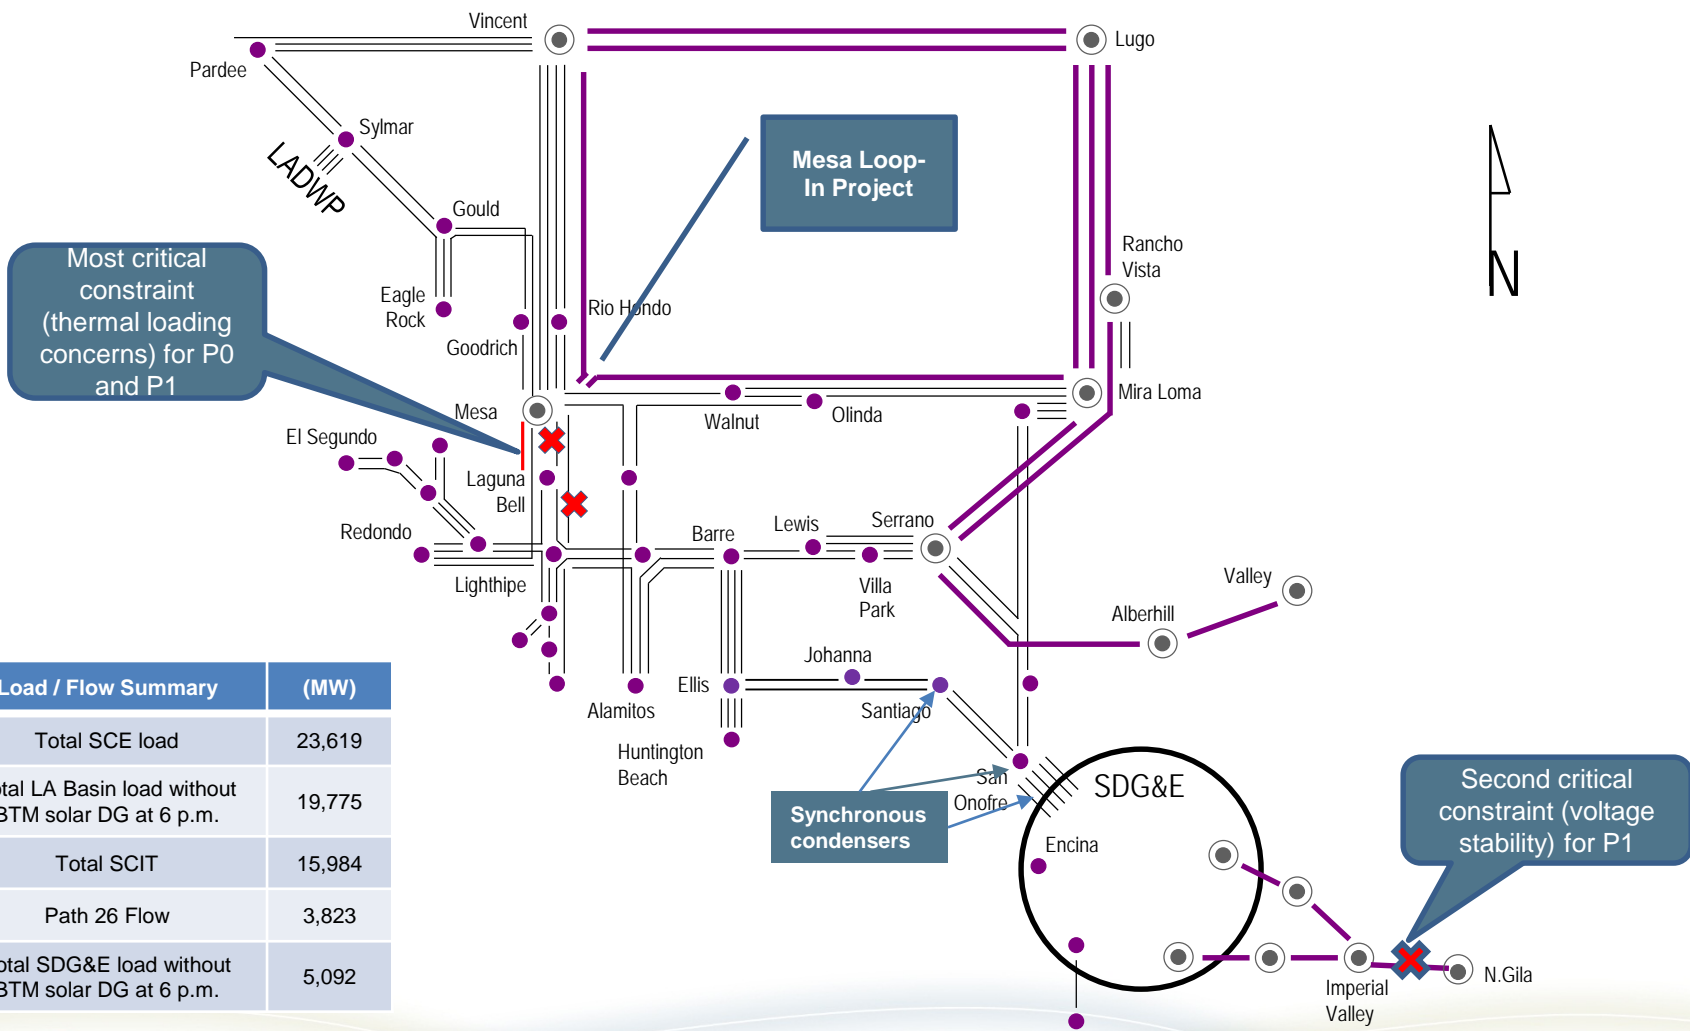 Vincent
Lugo
Pardee
Sylmar
LADWP
Mesa Loop-
In Project
Gould
Rancho
Vista
N
Most critical
constraint
(thermal loading
concerns) for P0
and P1
Eagle
Rock
Rio Hondo
Goodrich
Mesa
Walnut
Olinda
Mira Loma
El Segundo
Laguna
Bell
Redondo
Barre
Lewis
Serrano
Lighthipe
Villa
Park
Valley
Alberhill
Johanna
Ellis
Santiago
Alamitos
Huntington
Beach
San
Onofre
SDG&E
Synchronous
condensers
Encina
Second critical
constraint (voltage
stability) for P1
Imperial
Valley
N.Gila
Load / Flow Summary (MW)
Total SCE load 23,619
otal LA Basin load without
BTM solar DG at 6 p.m. 19,775
Total SCIT 15,984
Path 26 Flow 3,823
otal SDG&E load without
BTM solar DG at 6 p.m. 5,092